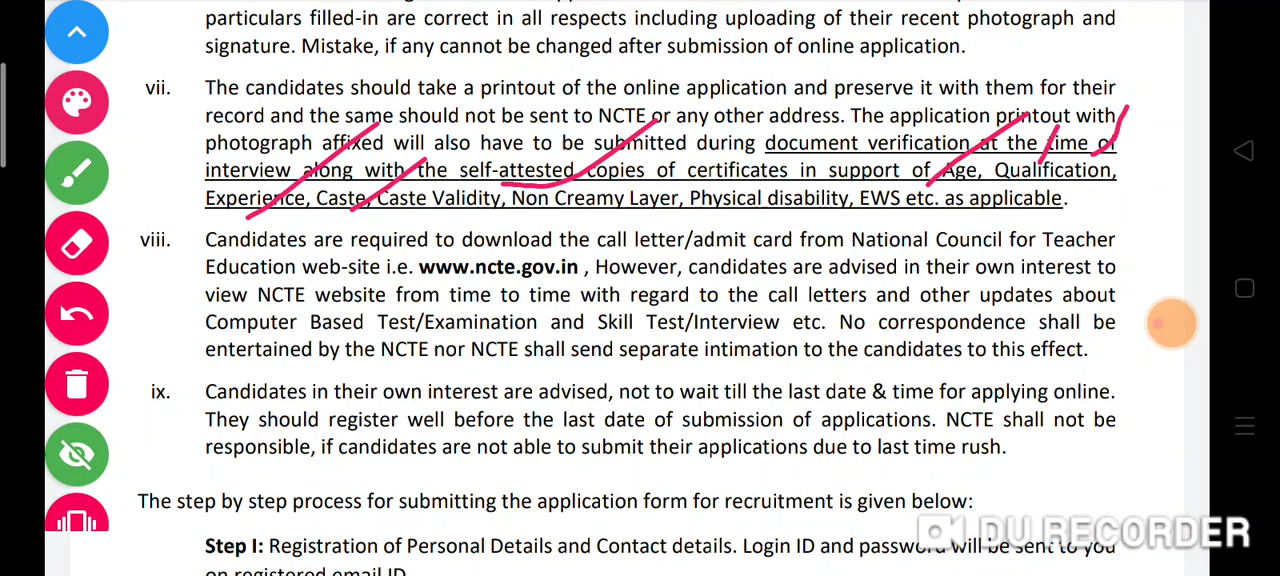 particulars filled-in are correct in all respects including uploading of their recent photograph and
signature. Mistake, if any cannot be changed after submission of online application.
vii. The candidates should take a printout of the online application and preserve it with them for their
record and the same should not be sent to NCTE or any other address. The application printout with
photograph affixed will also have to be submitted during document verification at the time of
interview along with the self-attested copies of certificates in support of Age, Qualification,
Experience, Caste, Caste Validity, Non Creamy Layer, Physical disability, EWS etc. as applicable.
viii. Candidates are required to download the call letter/admit card from National Council for Teacher
Education web-site i.e. www.ncte.gov.in , However, candidates are advised in their own interest to
view NCTE website from time to time with regard to the call letters and other updates about
Computer Based Test/Examination and Skill Test/Interview etc. No correspondence shall be
entertained by the NCTE nor NCTE shall send separate intimation to the candidates to this effect.
ix. Candidates in their own interest are advised, not to wait till the last date & time for applying online.
They should register well before the last date of submission of applications. NCTE shall not be
responsible, if candidates are not able to submit their applications due to last time rush.
The step by step process for submitting the application form for recruitment is given below:
DU RECORDER
Step I: Registration of Personal Details and Contact details. Login ID and password will be sent to you
on registered email ID.